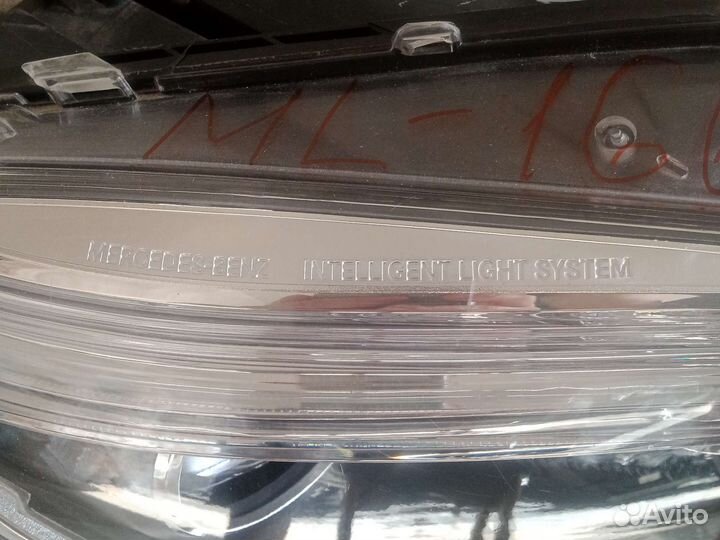 ML-16
MERCEDES-BENZ INTELLIGENT LIGHT SYSTEM
Avito